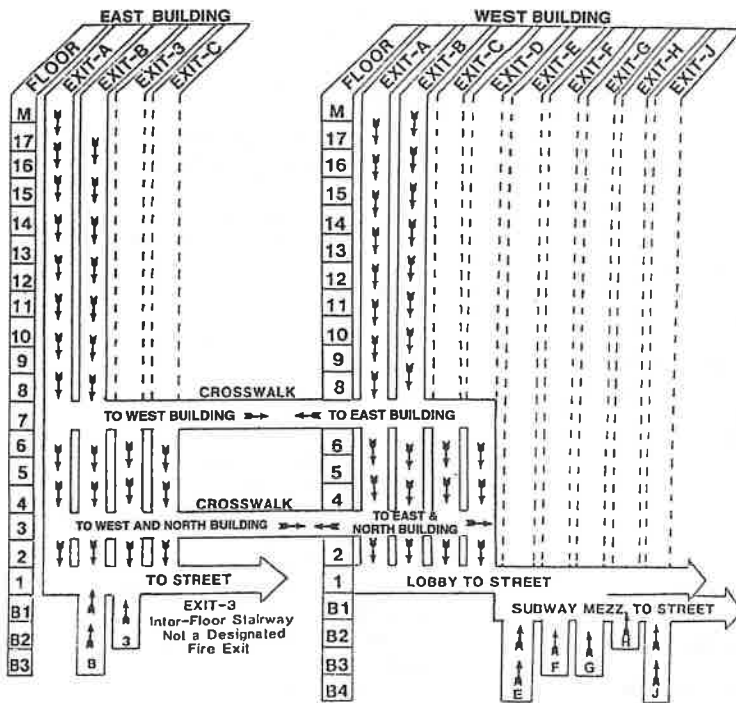 EAST BUILDING
FLOOR
EXIT-A
EXIT-B
EXIT-3
EXIT-C
M
17
16
15
14
13
12
11
10
9
8
7
6
5
4
3
2
1
B1
B2
B3
WEST BUILDING
FLOOR
EXIT-A
EXIT-B
EXIT-C
EXIT-D
EXIT-E
EXIT-F
EXIT-G
EXIT-H
EXIT-J
M
17
16
15
14
13
12
11
10
9
8
6
5
4
2
1
B1
B2
B3
B4
CROSSWALK
TO WEST BUILDING
TO EAST BUILDING
CROSSWALK
TO WEST AND NORTH BUILDING
TO EAST &
NORTH BUILDING
TO STREET
LOBBY TO STREET
EXIT-3
Inter-Floor Stairway
Not a Designated
Fire Exit
B
3
SUBWAY MEZZ. TO STREET
E
F
G
H
J